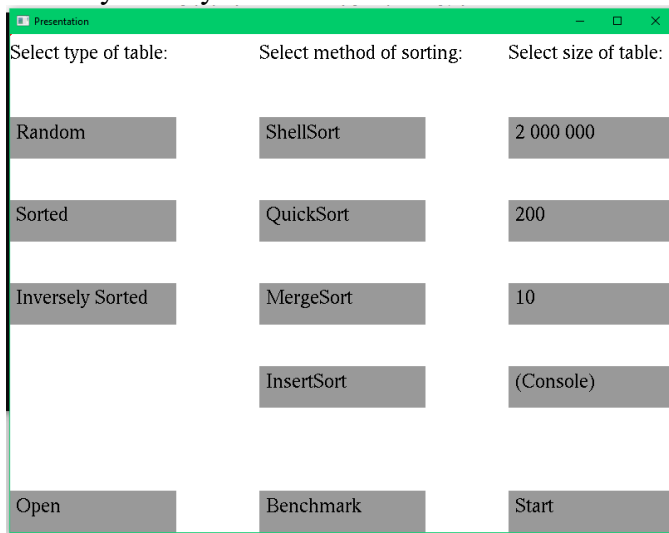 Presentation
Select type of table: Select method of sorting: Select size of table:
Random ShellSort 2 000 000
Sorted QuickSort 200
Inversely Sorted MergeSort 10
InsertSort (Console)
Open Benchmark Start